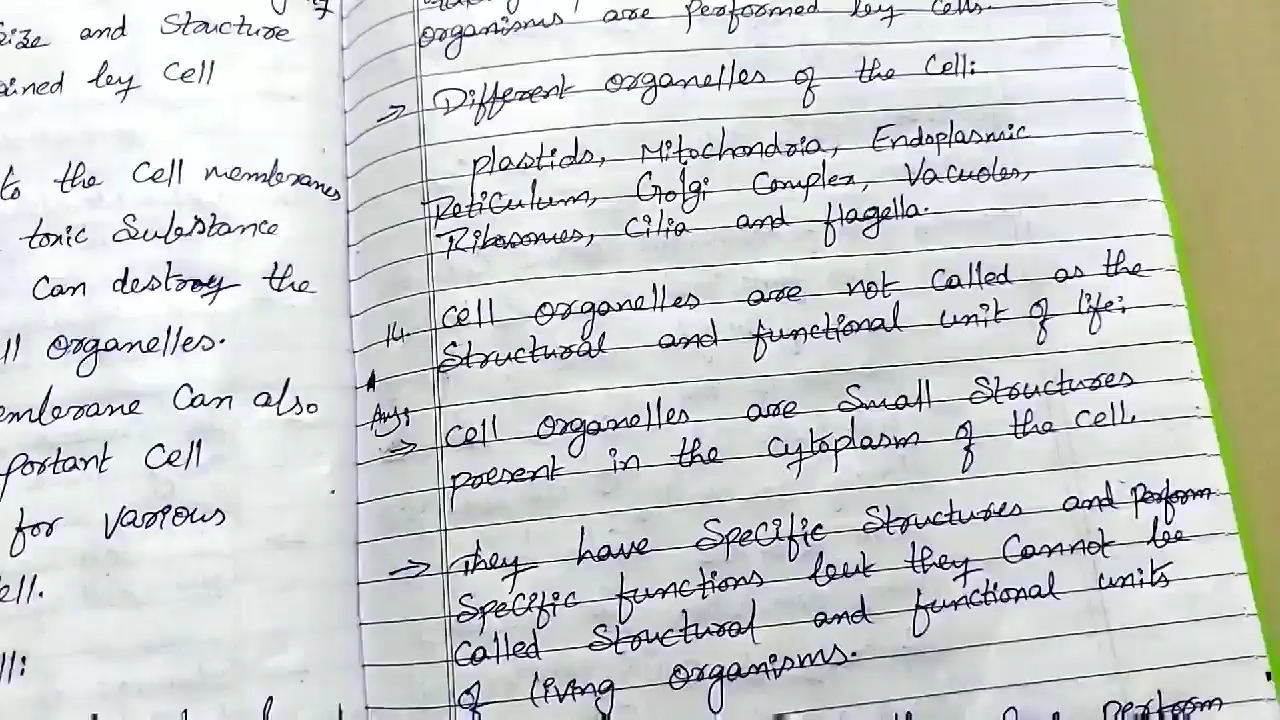 size and Structure
ained by cell
to the cell membranes
toxic Substance
can destroy the
ll organelles.
embrane can also
portant cell
for various
ell.
ll:
organisms are performed by cells.
→ Different organelles of the cell:
plastids, Mitochondria, Endoplasmic
Reticulum, Golgi Complex, Vacuoles,
Ribosomes, Cilia and flagella.
14. cell organelles are not called as the
Structural and functional unit of life:
Ans:
→ cell organelles are Small Structures
present in the cytoplasm of the cell.
→ They have Specific Structures and perform
Specific functions but they cannot be
called Structural and functional units
of living organisms.
perform